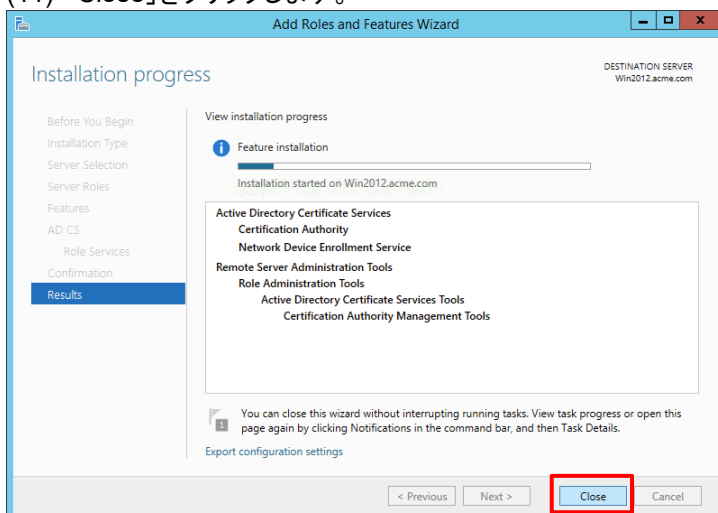 (11) 「Close」をクリックします。
Add Roles and Features Wizard
Installation progress
DESTINATION SERVER
Win2012.acme.com
Before You Begin
Installation Type
Server Selection
Server Roles
Features
AD CS
Role Services
Confirmation
Results
View installation progress
Feature installation
Installation started on Win2012.acme.com
Active Directory Certificate Services
Certification Authority
Network Device Enrollment Service
Remote Server Administration Tools
Role Administration Tools
Active Directory Certificate Services Tools
Certification Authority Management Tools
1
You can close this wizard without interrupting running tasks. View task progress or open this
page again by clicking Notifications in the command bar, and then Task Details.
Export configuration settings
< Previous
Next >
Close
Cancel